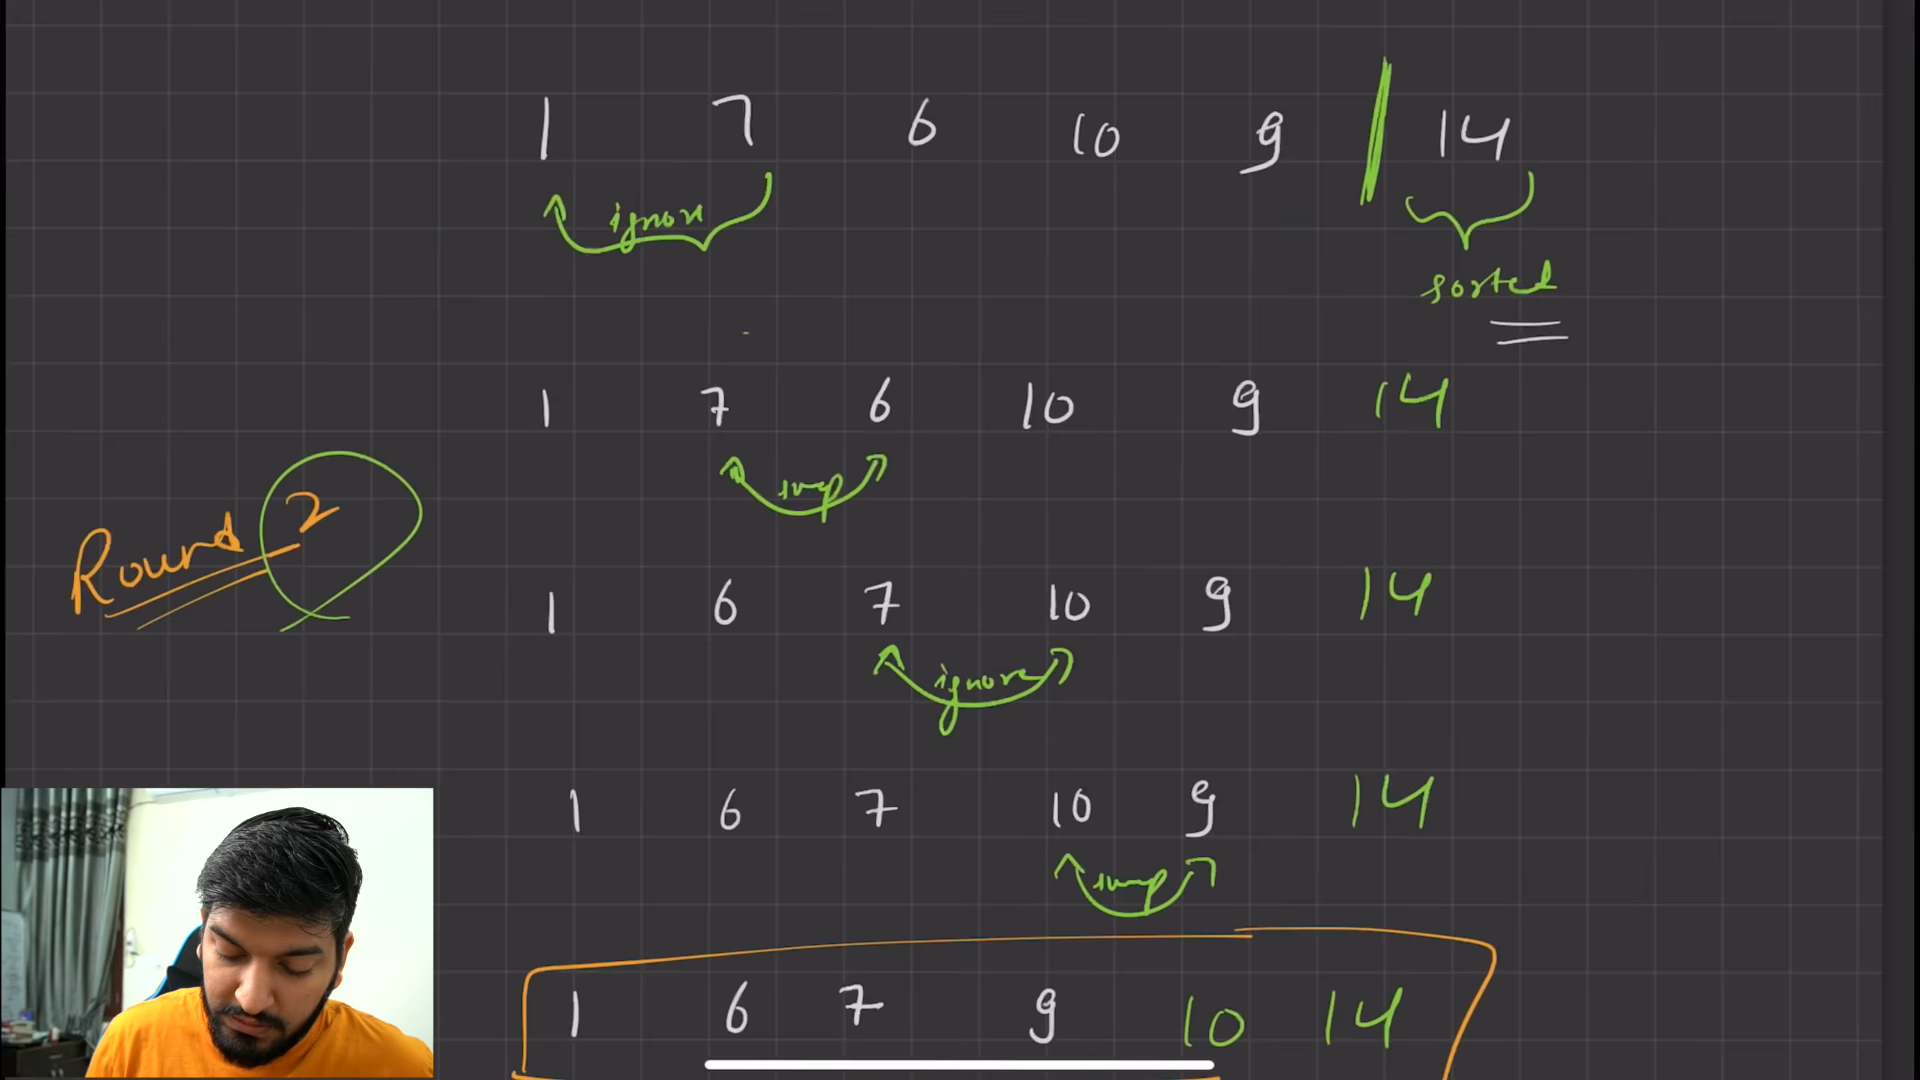 1 7 6 10 9 14
ignore
sorted
1 7 6 10 9 14
swap
Round 2
1 6 7 10 9 14
ignore
1 6 7 10 9 14
swap
1 6 7 9 10 14